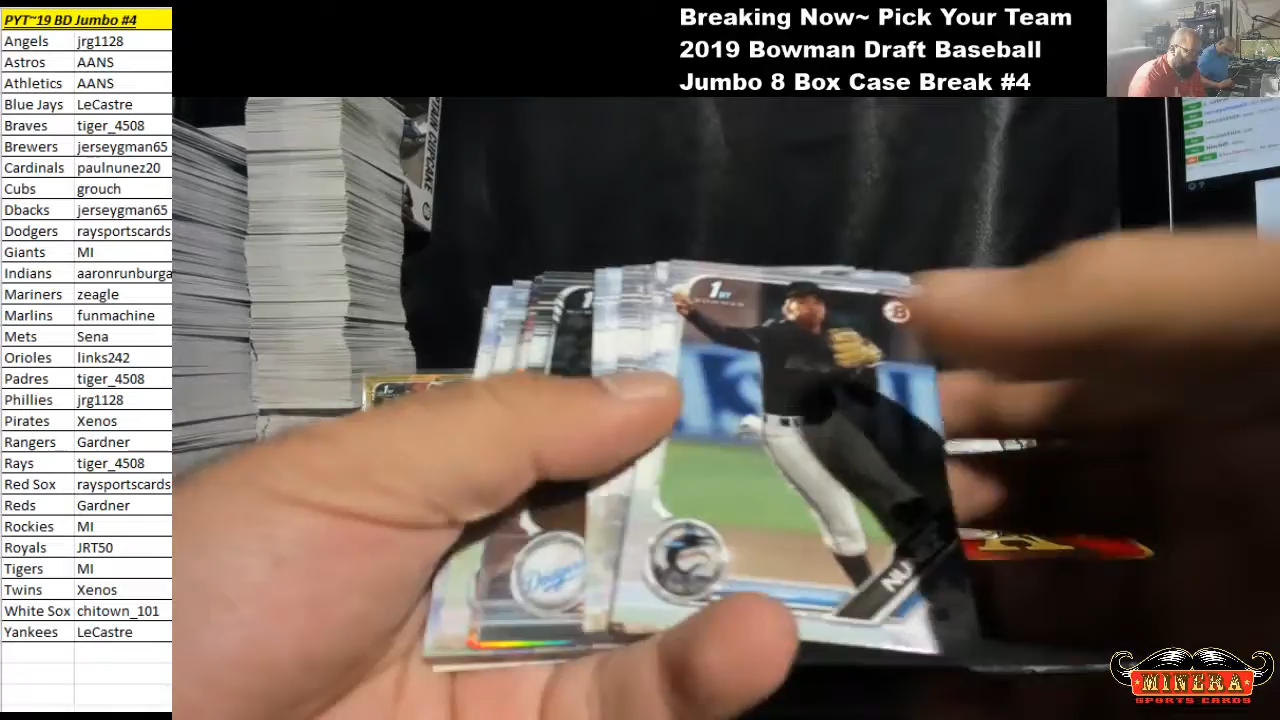 PYT~19 BD Jumbo #4
Angels jrg1128
Astros AANS
Athletics AANS
Blue Jays LeCastre
Braves tiger_4508
Brewers jerseygman65
Cardinals paulnunez20
Cubs grouch
Dbacks jerseygman65
Dodgers raysportscards
Giants MI
Indians aaronrunburga
Mariners zeagle
Marlins funmachine
Mets Sena
Orioles links242
Padres tiger_4508
Phillies jrg1128
Pirates Xenos
Rangers Gardner
Rays tiger_4508
Red Sox raysportscards
Reds Gardner
Rockies MI
Royals JRT50
Tigers MI
Twins Xenos
White Sox chitown_101
Yankees LeCastre
Breaking Now~ Pick Your Team
2019 Bowman Draft Baseball
Jumbo 8 Box Case Break #4
1ST
BOWMAN
B
Dodgers
MINERA
SPORTS CARDS